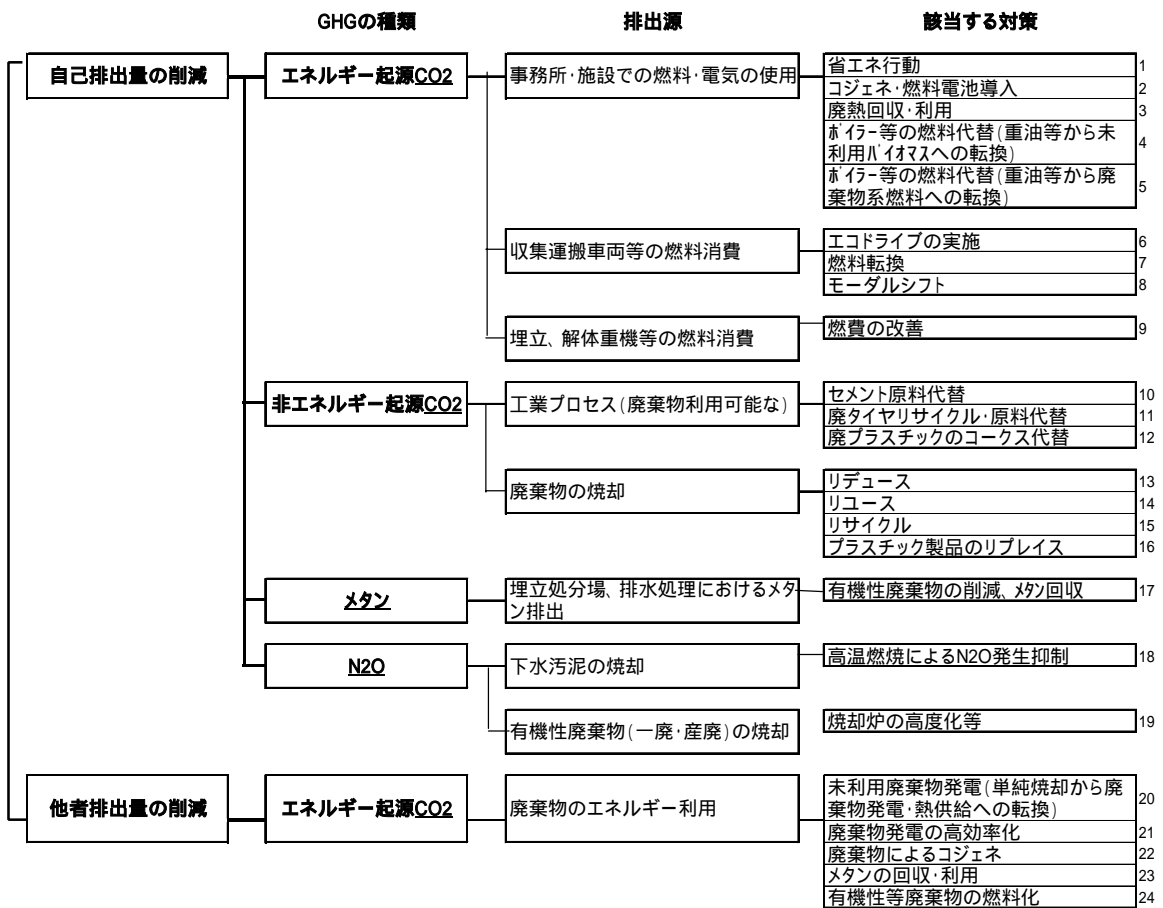 GHGの種類 排出源 該当する対策
自己排出量の削減 エネルギー起源CO2 事務所・施設での燃料・電気の使用 省エネ行動 1
コジェネ・燃料電池導入 2
廃熱回収・利用 3
ﾎﾞｲﾗｰ等の燃料代替(重油等から未
利用ﾊﾞｲｵﾏｽへの転換) 4
ﾎﾞｲﾗｰ等の燃料代替(重油等から廃
棄物系燃料への転換) 5
収集運搬車両等の燃料消費 エコドライブの実施 6
燃料転換 7
モーダルシフト 8
埋立、解体重機等の燃料消費 燃費の改善 9
非エネルギー起源CO2 工業プロセス(廃棄物利用可能な) セメント原料代替 10
廃タイヤリサイクル・原料代替 11
廃プラスチックのコークス代替 12
廃棄物の焼却 リデュース 13
リユース 14
リサイクル 15
プラスチック製品のリプレイス 16
メタン 埋立処分場、排水処理におけるメタ
ン排出 有機性廃棄物の削減、ﾒﾀﾝ回収 17
N2O 下水汚泥の焼却 高温燃焼によるN2O発生抑制 18
有機性廃棄物(一廃・産廃)の焼却 焼却炉の高度化等 19
他者排出量の削減 エネルギー起源CO2 廃棄物のエネルギー利用 未利用廃棄物発電(単純焼却から廃
棄物発電・熱供給への転換) 20
廃棄物発電の高効率化 21
廃棄物によるコジェネ 22
メタンの回収・利用 23
有機性等廃棄物の燃料化 24